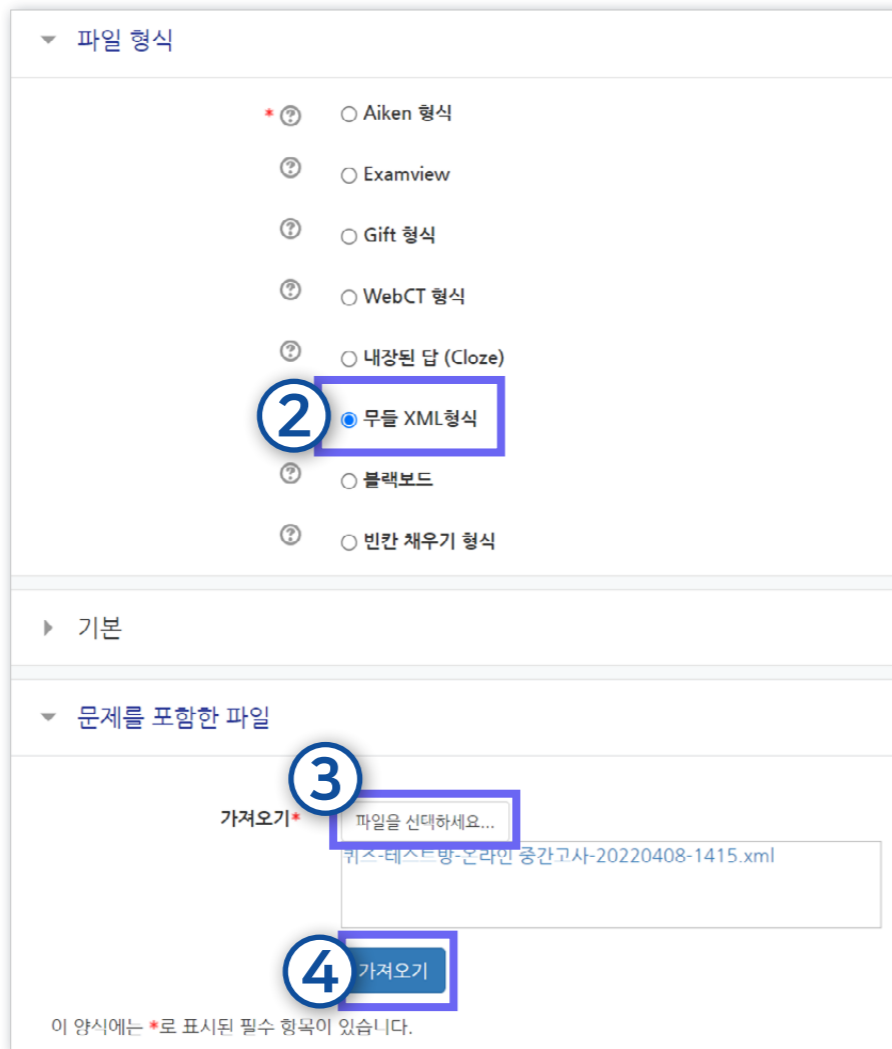 파일 형식
* Aiken 형식
Examview
Gift 형식
WebCT 형식
내장된 답 (Cloze)
② 무들 XML형식
블랙보드
빈칸 채우기 형식
기본
문제를 포함한 파일
③
가져오기* 파일을 선택하세요...
퀴즈-테스트방-온라인 중간고사-20220408-1415.xml
④ 가져오기
이 양식에는 *로 표시된 필수 항목이 있습니다.